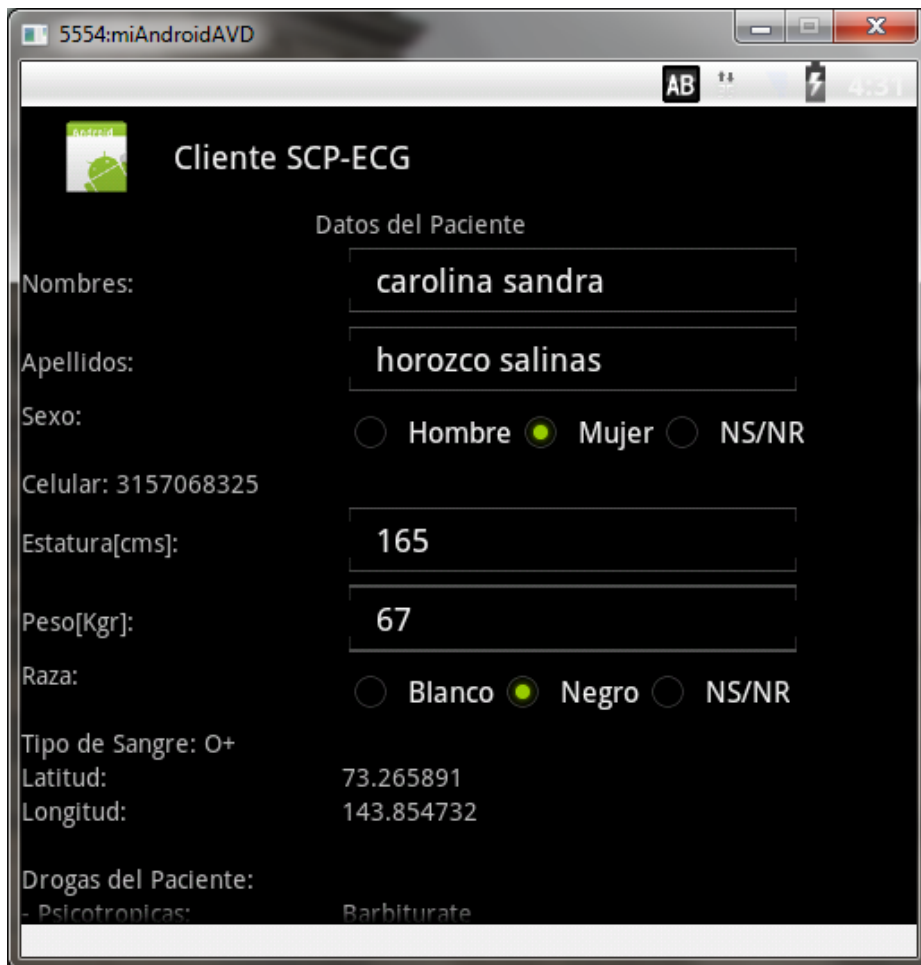 5554:miAndroidAVD
AB 4:31
Android
Cliente SCP-ECG
Datos del Paciente
Nombres: carolina sandra
Apellidos: horozco salinas
Sexo: Hombre Mujer NS/NR
Celular: 3157068325
Estatura[cms]: 165
Peso[Kgr]: 67
Raza: Blanco Negro NS/NR
Tipo de Sangre: O+
Latitud: 73.265891
Longitud: 143.854732
Drogas del Paciente:
- Psicotropicas: Barbiturate